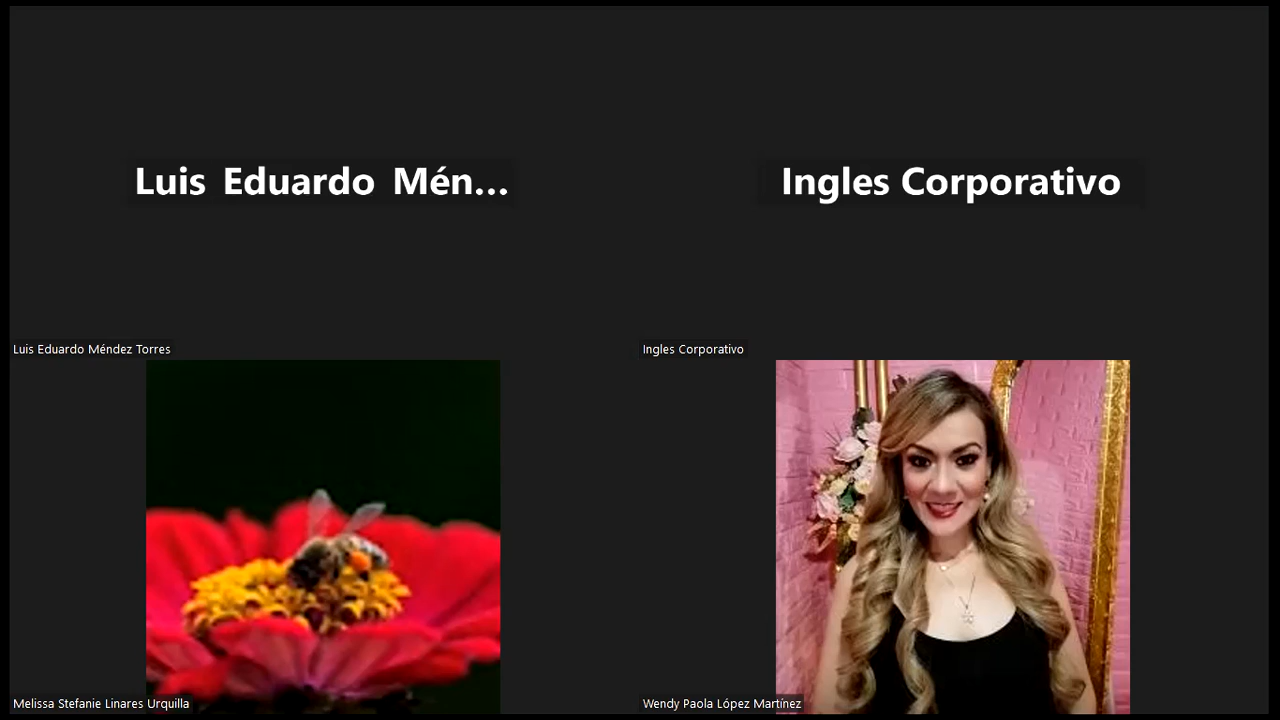 Luis Eduardo Mén...
Ingles Corporativo
Luis Eduardo Méndez Torres
Ingles Corporativo
Melissa Stefanie Linares Urquilla
Wendy Paola López Martínez